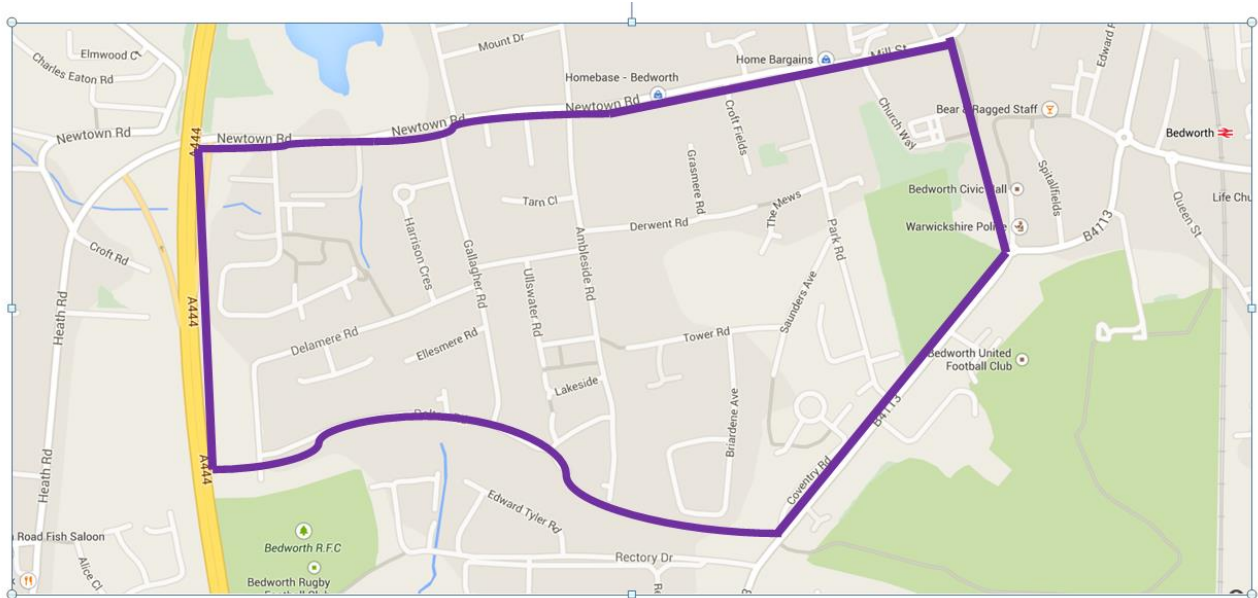 Elmwood C
Charles Eaton Rd
Newtown Rd
A444
Newtown Rd
Newtown Rd
Newtown Rd
Mount Dr
Homebase - Bedworth
Home Bargains
Mill St
Edward R
Croft Fields
Church Way
Bear & Ragged Staff
Bedworth
Spitalfields
Queen St
Life Chu
Bedworth Civic Hall
Warwickshire Police
B4113
Grasmere Rd
The Mews
Derwent Rd
Tarn Cl
Ambleside Rd
Harrison Cres
Gallagher Rd
Ullswater Rd
Park Rd
Saunders Ave
Croft Rd
Heath Rd
A444
Delamere Rd
Ellesmere Rd
Tower Rd
Lakeside
Briardene Ave
Bedworth United
Football Club
B4113
Coventry Rd
Heath Rd
A444
Edward Tyler Rd
Rectory Dr
Bedworth R.F.C
Bedworth Rugby
Road Fish Saloon
Alice Cl